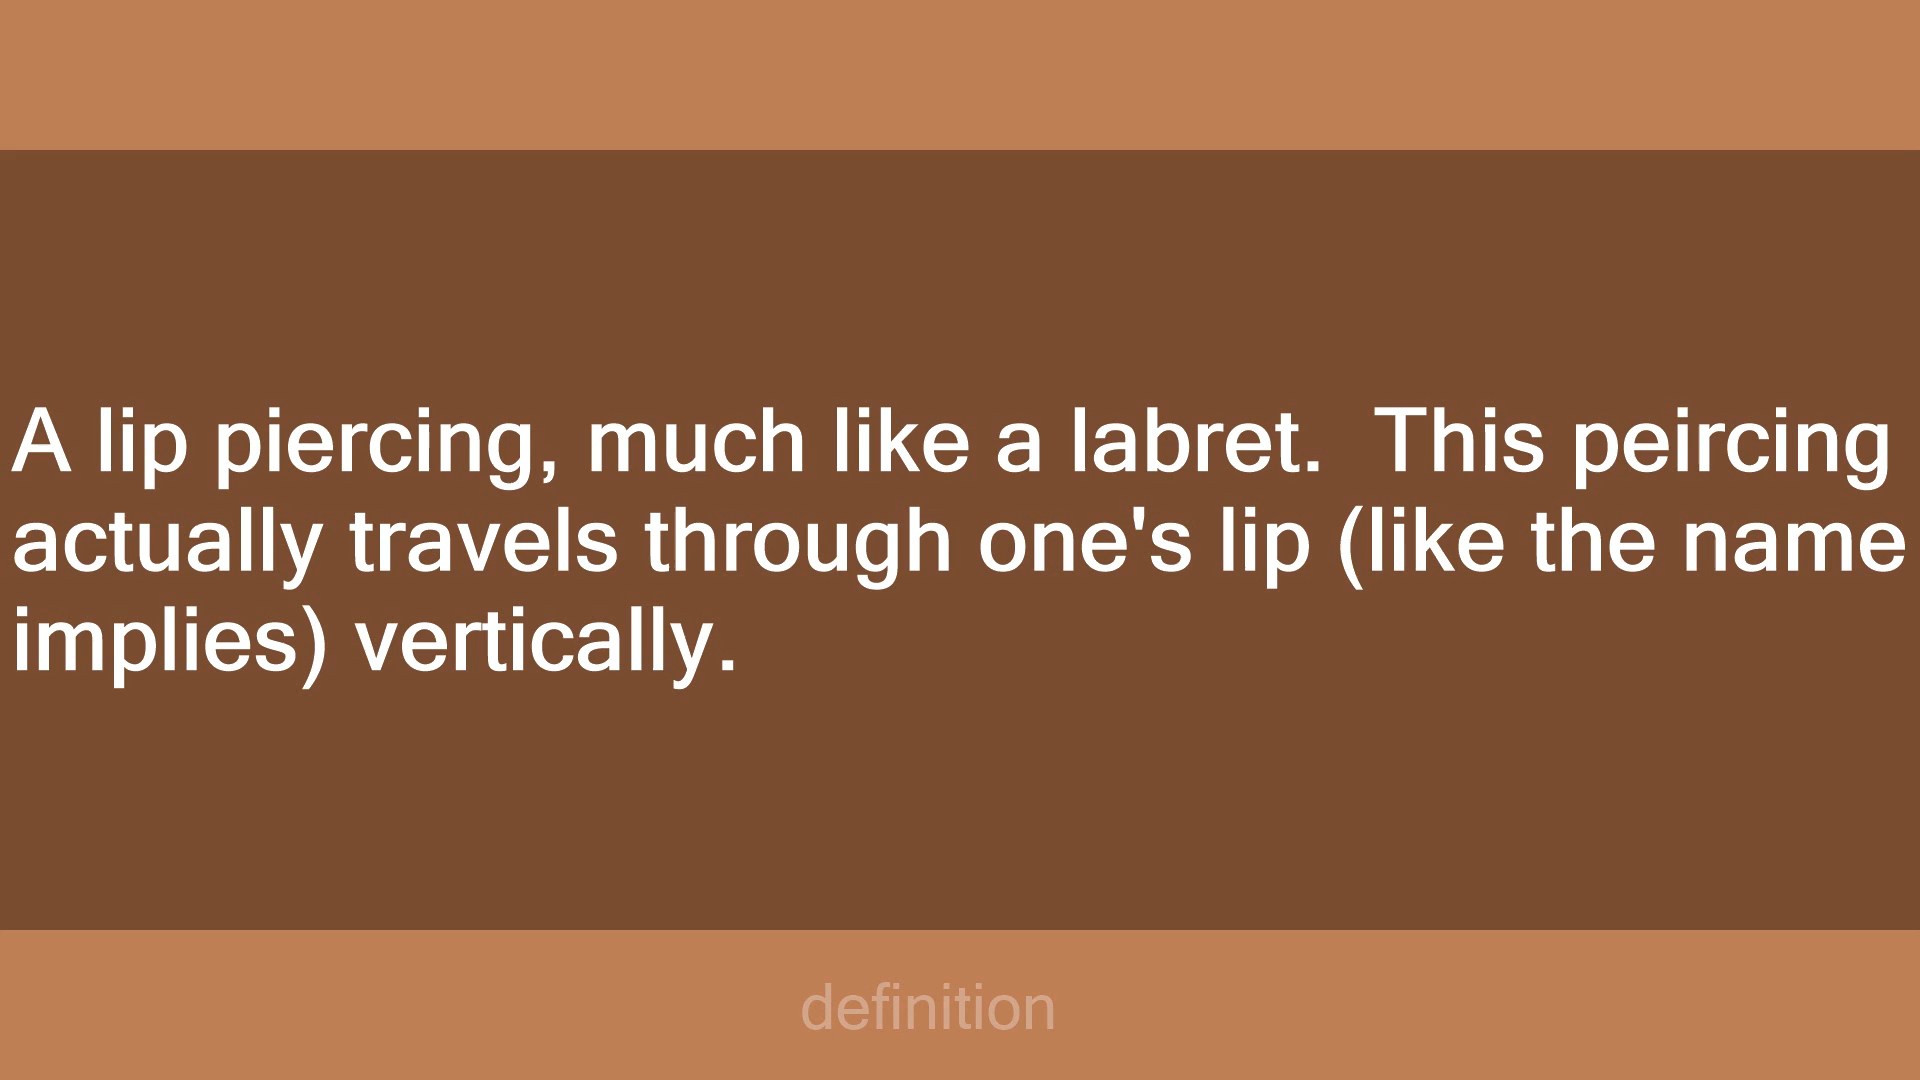 A lip piercing, much like a labret.  This peircing
actually travels through one's lip (like the name
implies) vertically.
definition